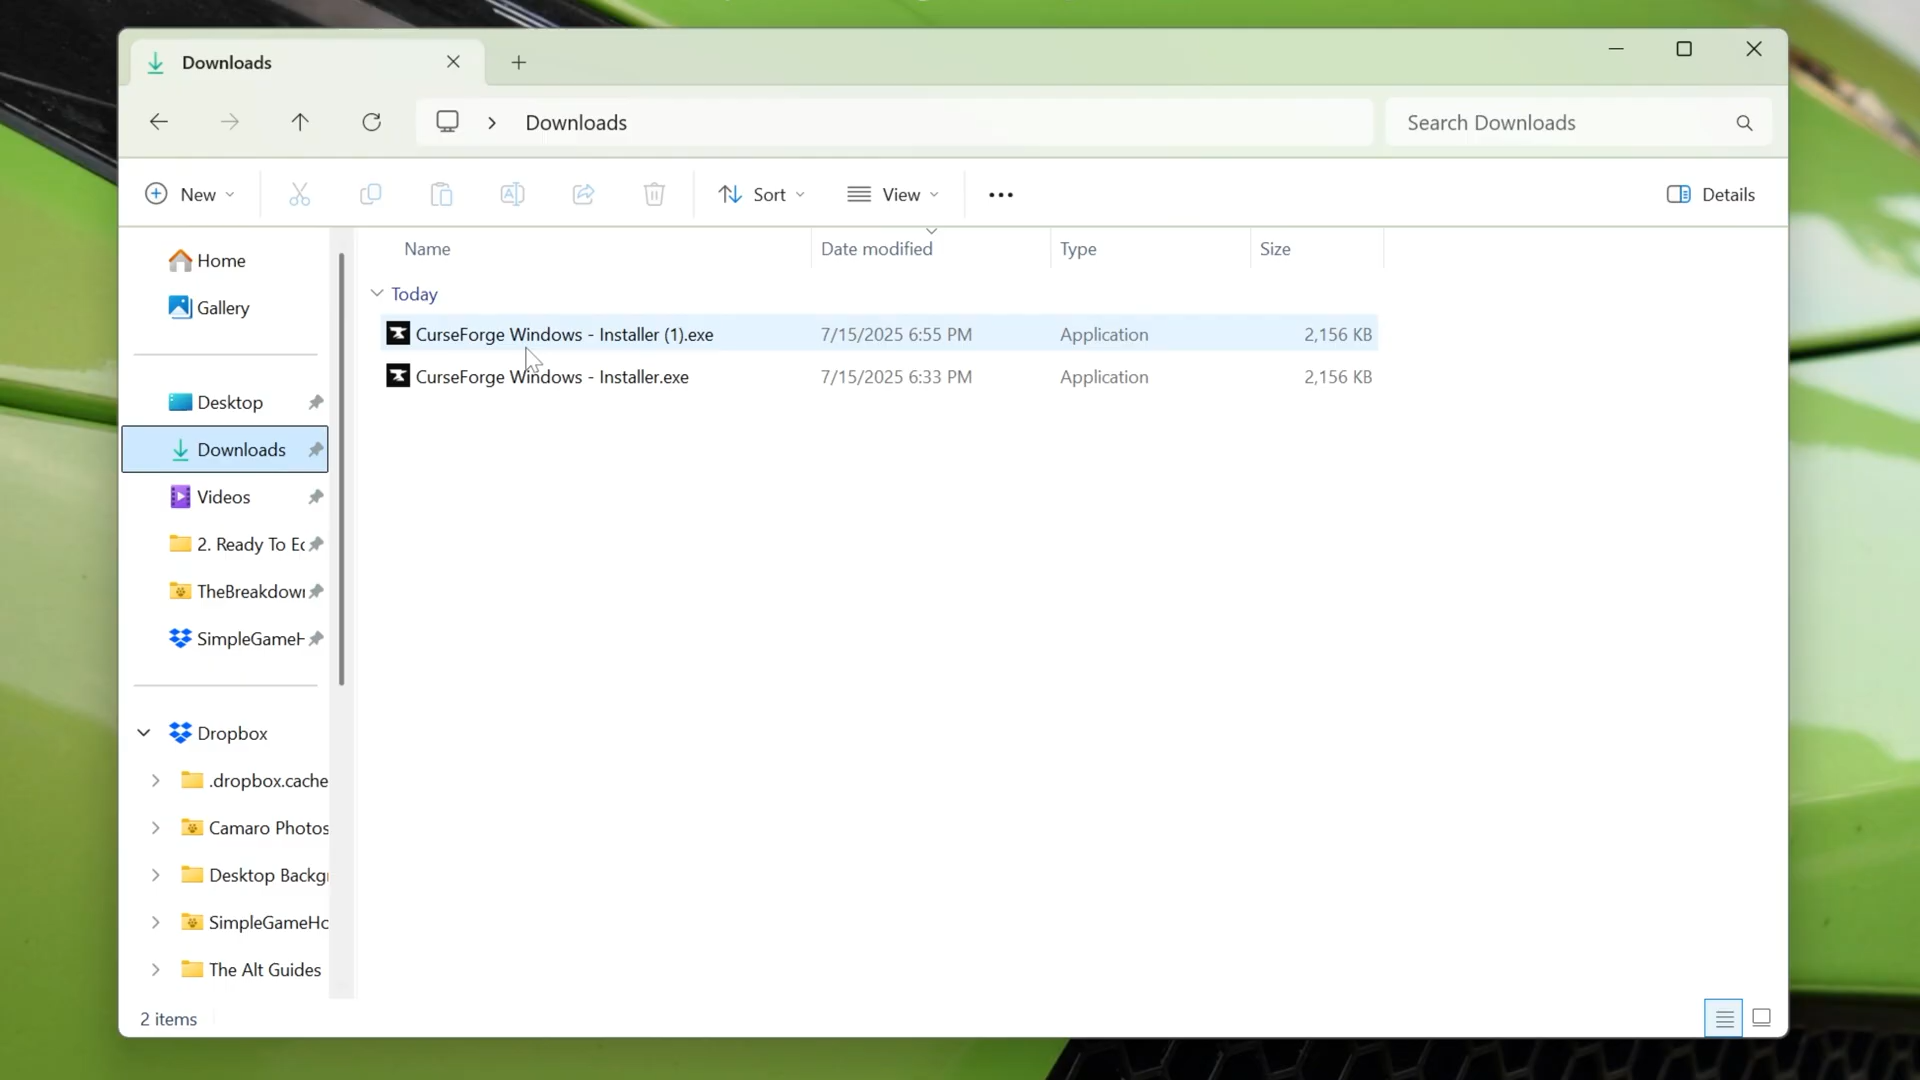 Downloads
Downloads
Search Downloads
New
Sort
View
Details
Name Date modified Type Size
Home
Gallery
Desktop
Downloads
Videos
2. Ready To Ec
TheBreakdow
SimpleGameH
Dropbox
.dropbox.cache
Camaro Photos
Desktop Backg
SimpleGameHo
The Alt Guides
Today
CurseForge Windows - Installer (1).exe 7/15/2025 6:55 PM Application 2,156 KB
CurseForge Windows - Installer.exe 7/15/2025 6:33 PM Application 2,156 KB
2 items